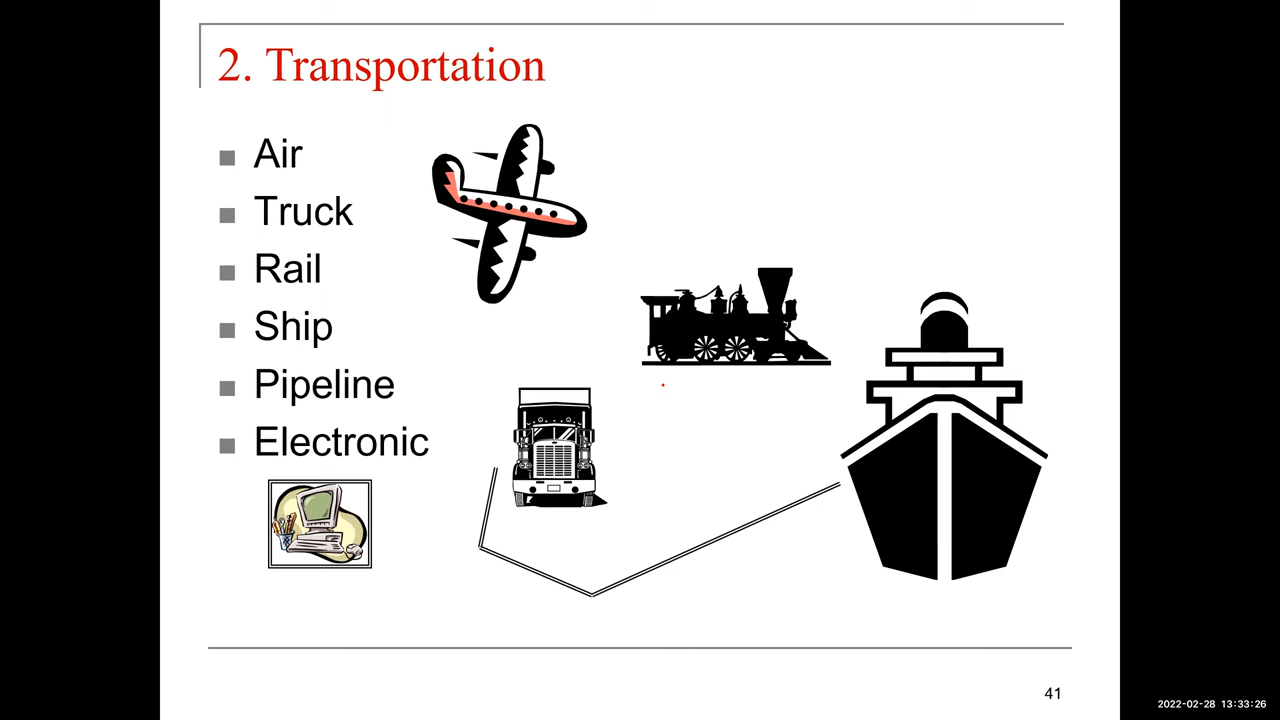 2. Transportation
Air
Truck
Rail
Ship
Pipeline
Electronic
41
2022-02-28 13:33:26